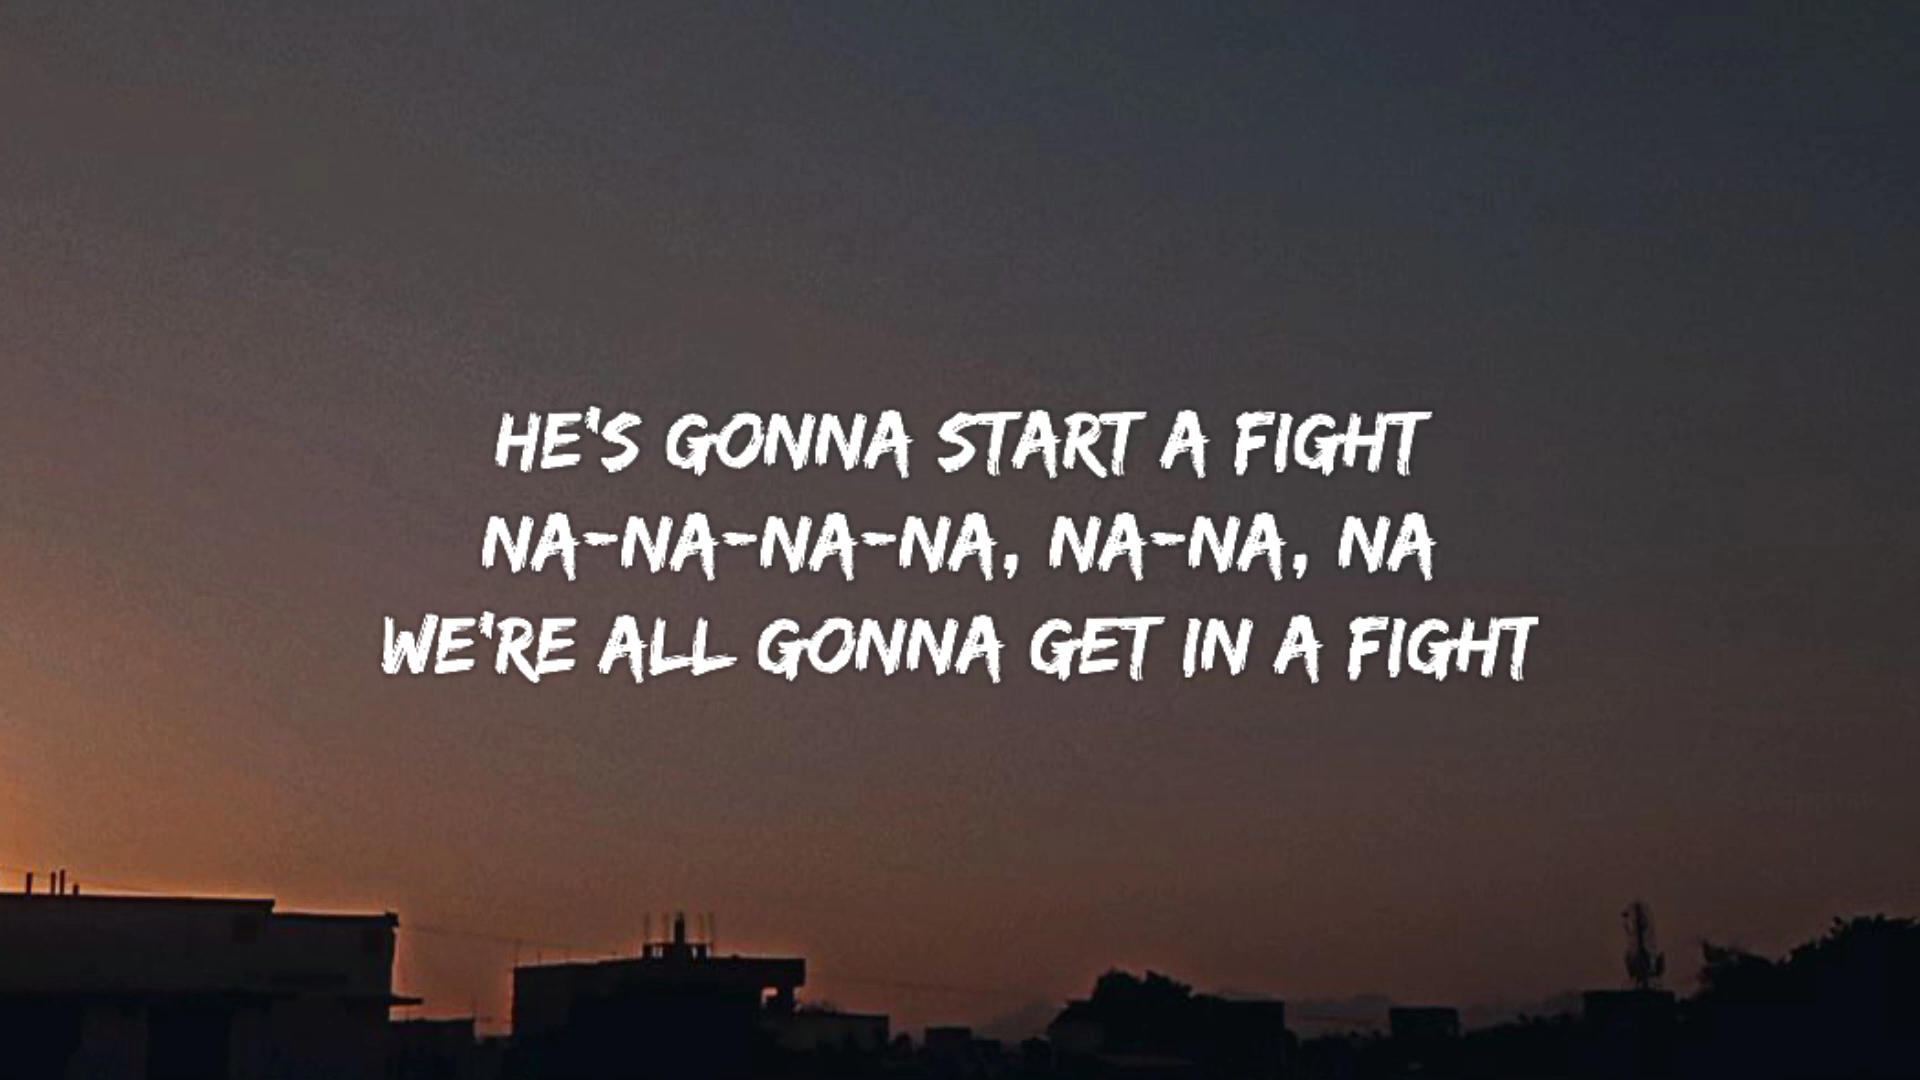 HE'S GONNA START A FIGHT
NA-NA-NA-NA, NA-NA, NA
WE'RE ALL GONNA GET IN A FIGHT